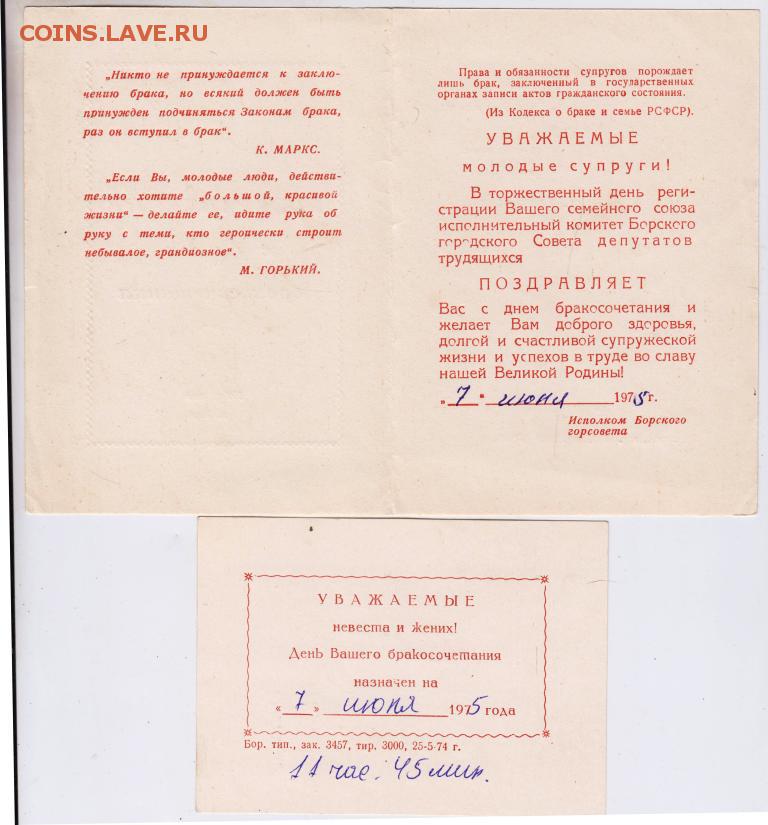 COINS.LAVE.RU
„Никто не принуждается к заклю-
чению брака, но всякий должен быть
принужден подчиняться Законам брака,
раз он вступил в брак“.
К. МАРКС.
„Если Вы, молодые люди, действи-
тельно хотите „большой, красивой
жизни“ — делайте ее, идите рука об
руку с теми, кто героически строит
небывалое, грандиозное“.
М. ГОРЬКИЙ.
Права и обязанности супругов порождает
лишь брак, заключенный в государственных
органах записи актов гражданского состояния.
(Из Кодекса о браке и семье РСФСР).
УВАЖАЕМЫЕ
молодые супруги!
В торжественный день реги-
страции Вашего семейного союза
исполнительный комитет Борского
городского Совета депутатов
трудящихся
ПОЗДРАВЛЯЕТ
Вас с днем бракосочетания и
желает Вам доброго здоровья,
долгой и счастливой супружеской
жизни и успехов в труде во славу
нашей Великой Родины!
„7“ июня 1975 г.
Исполком Борского
горсовета
УВАЖАЕМЫЕ
невеста и жених!
День Вашего бракосочетания
назначен на
«7» июня 1975 года
Бор. тип., зак. 3457, тир. 3000, 25-5-74 г.
11 час. 45 мин.